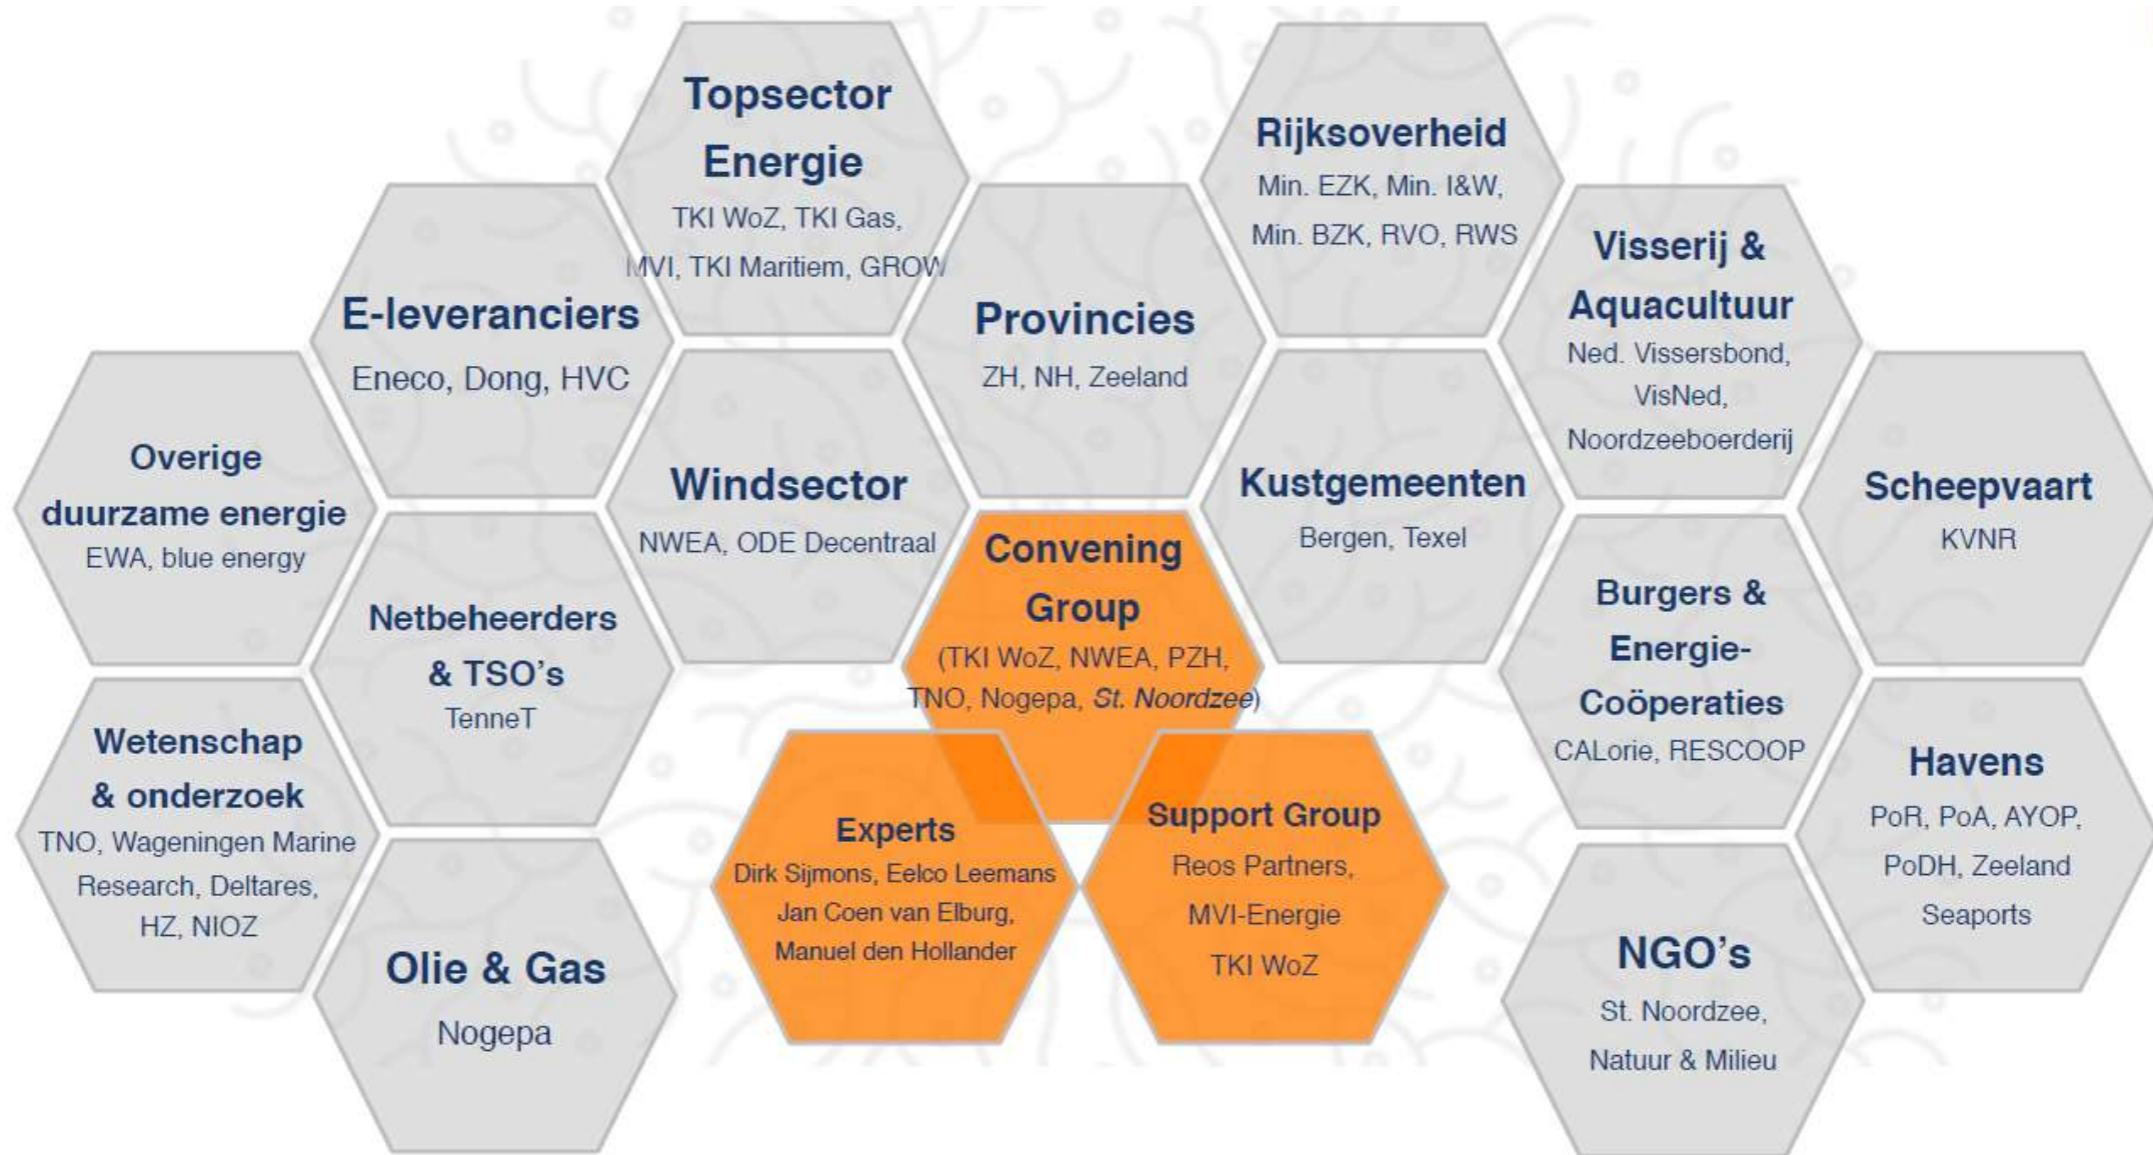 Topsector
Energie
TKI WoZ, TKI Gas,
MVI, TKI Maritiem, GROW
Rijksoverheid
Min. EZK, Min. I&W,
Min. BZK, RVO, RWS
E-leveranciers
Eneco, Dong, HVC
Provincies
ZH, NH, Zeeland
Visserij &
Aquacultuur
Ned. Vissersbond,
VisNed,
Noordzeeboerderij
Overige
duurzame energie
EWA, blue energy
Windsector
NWEA, ODE Decentraal
Kustgemeenten
Bergen, Texel
Scheepvaart
KVNR
Netbeheerders
& TSO's
TenneT
Convening
Group
(TKI WoZ, NWEA, PZH,
TNO, Nogepa, St. Noordzee)
Burgers &
Energie-
Coöperaties
CALorie, RESCOOP
Wetenschap
& onderzoek
TNO, Wageningen Marine
Research, Deltares,
HZ, NIOZ
Experts
Dirk Sijmons, Eelco Leemans
Jan Coen van Elburg,
Manuel den Hollander
Support Group
Reos Partners,
MVI-Energie
TKI WoZ
Havens
PoR, PoA, AYOP,
PoDH, Zeeland
Seaports
Olie & Gas
Nogepa
NGO's
St. Noordzee,
Natuur & Milieu